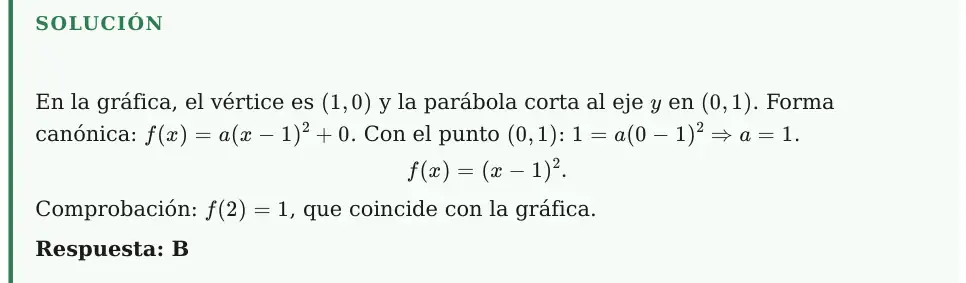 SOLUCIÓN
En la gráfica, el vértice es (1, 0) y la parábola corta al eje y en (0, 1). Forma
canónica: f(x) = a(x − 1)² + 0. Con el punto (0, 1): 1 = a(0 − 1)² ⇒ a = 1.
f(x) = (x − 1)².
Comprobación: f(2) = 1, que coincide con la gráfica.
Respuesta: B